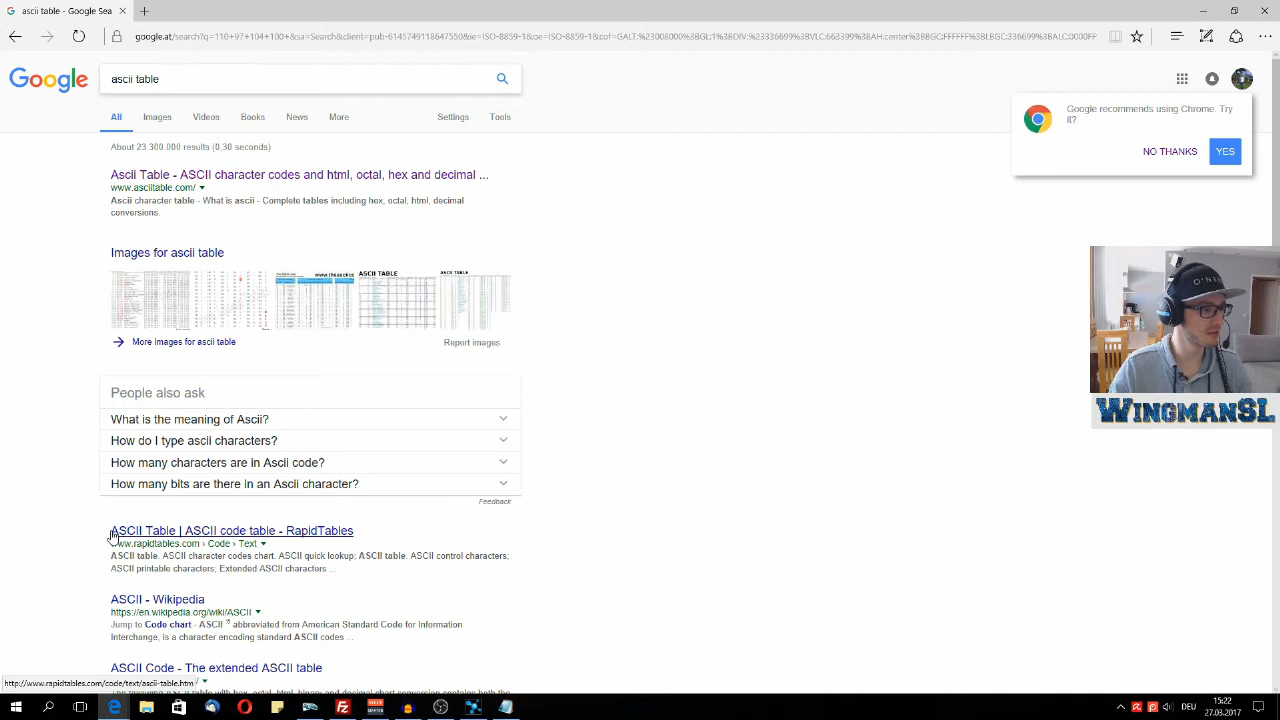 ascii table - Google Sea
google.at/search?q=110+97+104+100+&sa=Search&client=pub-6145749118647550&ie=ISO-8859-1&oe=ISO-8859-1&cof=GALT:%23008000%3BGL:1%3BDIV:%23336699%3BVLC:663399%3BAH:center%3BBGC:FFFFFF%3BLBGC:336699%3BALC:0000FF
Google
ascii table
Google recommends using Chrome. Try
it?
NO THANKS
YES
All
Images
Videos
Books
News
More
Settings
Tools
About 23.300.000 results (0,30 seconds)
Ascii Table - ASCII character codes and html, octal, hex and decimal ...
www.asciitable.com/
Ascii character table - What is ascii - Complete tables including hex, octal, html, decimal
conversions.
Images for ascii table
ASCII TABLE
ASCII TABLE
More images for ascii table
Report images
O'NEILL
WINGMANSL
People also ask
What is the meaning of Ascii?
How do I type ascii characters?
How many characters are in Ascii code?
How many bits are there in an Ascii character?
Feedback
ASCII Table | ASCII code table - RapidTables
www.rapidtables.com › Code › Text
ASCII table. ASCII character codes chart. ASCII quick lookup; ASCII table. ASCII control characters;
ASCII printable characters; Extended ASCII characters ...
ASCII - Wikipedia
https://en.wikipedia.org/wiki/ASCII
Jump to Code chart - ASCII abbreviated from American Standard Code for Information
Interchange, is a character encoding standard ASCII codes ...
ASCII Code - The extended ASCII table
http://www.rapidtables.com/code/text/ascii-table.htm
DEU
15:22
27.03.2017